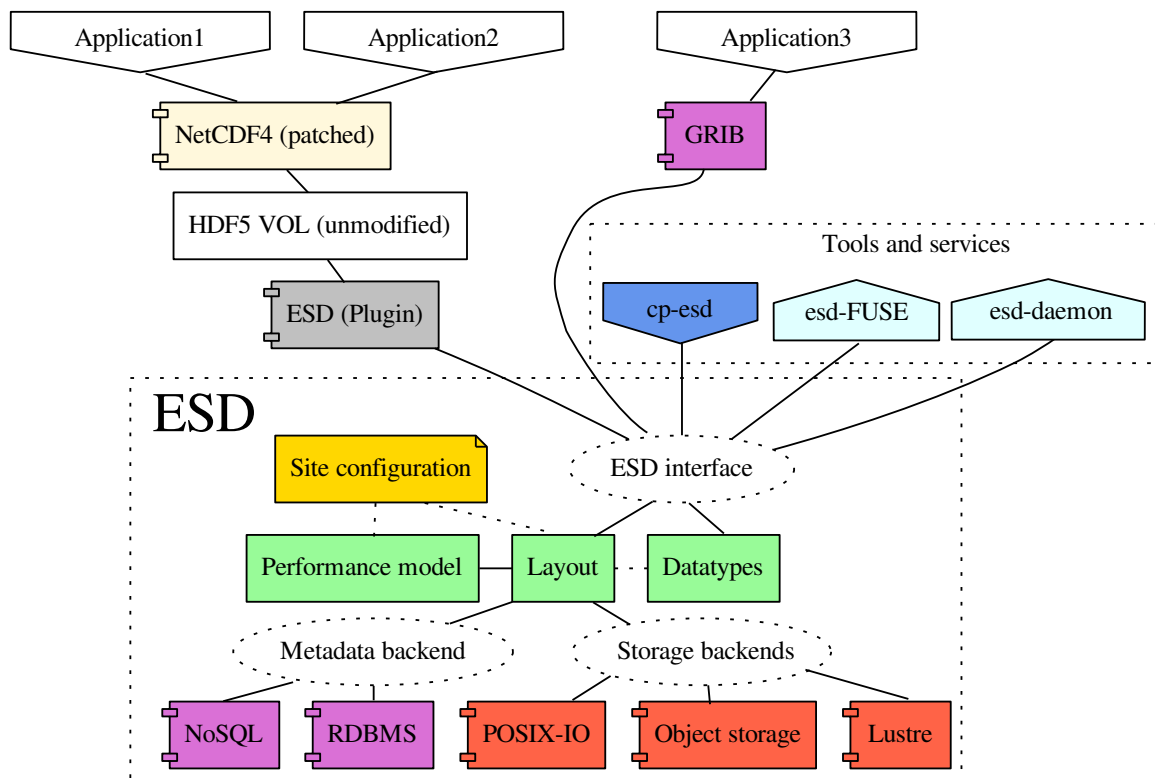 Application1
Application2
Application3
NetCDF4 (patched)
GRIB
HDF5 VOL (unmodified)
Tools and services
ESD (Plugin)
cp-esd
esd-FUSE
esd-daemon
ESD
Site configuration
ESD interface
Performance model
Layout
Datatypes
Metadata backend
Storage backends
NoSQL
RDBMS
POSIX-IO
Object storage
Lustre